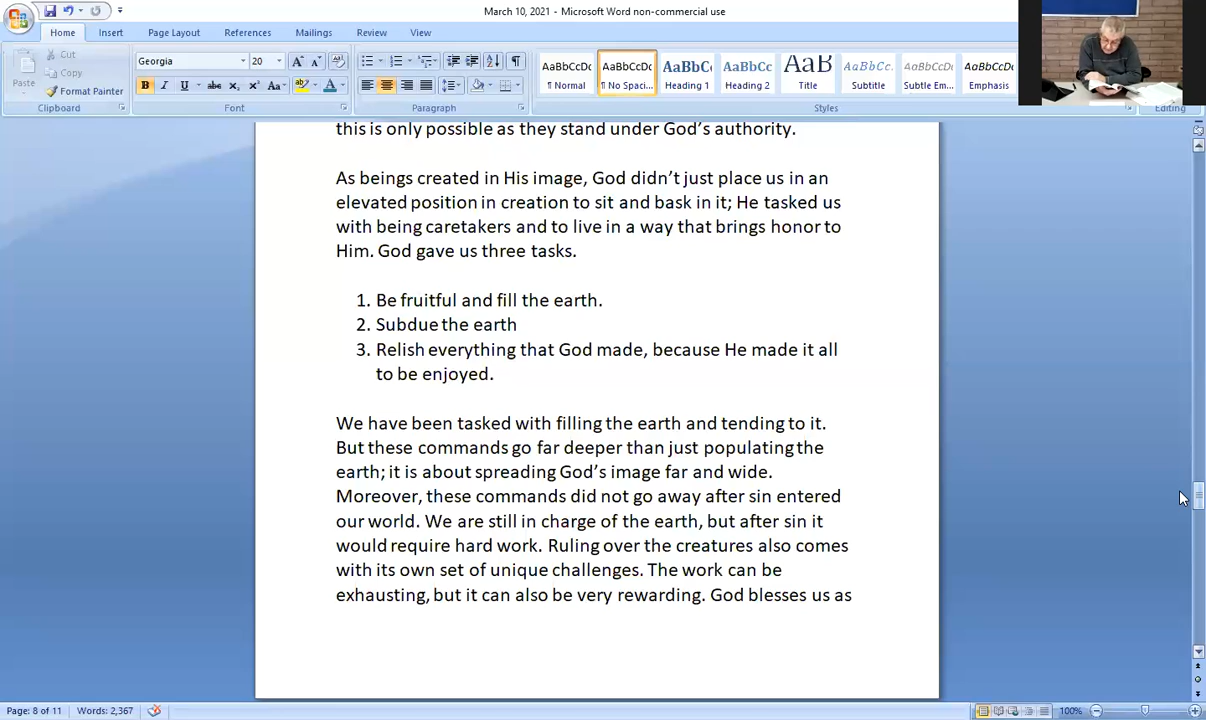 March 10, 2021 - Microsoft Word non-commercial use
Home Insert Page Layout References Mailings Review View
Cut
Copy
Format Painter
Paste
Clipboard
Georgia 20
Font
Paragraph
AaBbCcDc AaBbCcDc AaBbC AaBbCc AaB AaBbCcL AaBbCcDc AaBbCcDc
¶ Normal ¶ No Spaci... Heading 1 Heading 2 Title Subtitle Subtle Em... Emphasis
Styles
Editing
this is only possible as they stand under God’s authority.
As beings created in His image, God didn’t just place us in an
elevated position in creation to sit and bask in it; He tasked us
with being caretakers and to live in a way that brings honor to
Him. God gave us three tasks.
1. Be fruitful and fill the earth.
2. Subdue the earth
3. Relish everything that God made, because He made it all
to be enjoyed.
We have been tasked with filling the earth and tending to it.
But these commands go far deeper than just populating the
earth; it is about spreading God’s image far and wide.
Moreover, these commands did not go away after sin entered
our world. We are still in charge of the earth, but after sin it
would require hard work. Ruling over the creatures also comes
with its own set of unique challenges. The work can be
exhausting, but it can also be very rewarding. God blesses us as
Page: 8 of 11 Words: 2,367 100%